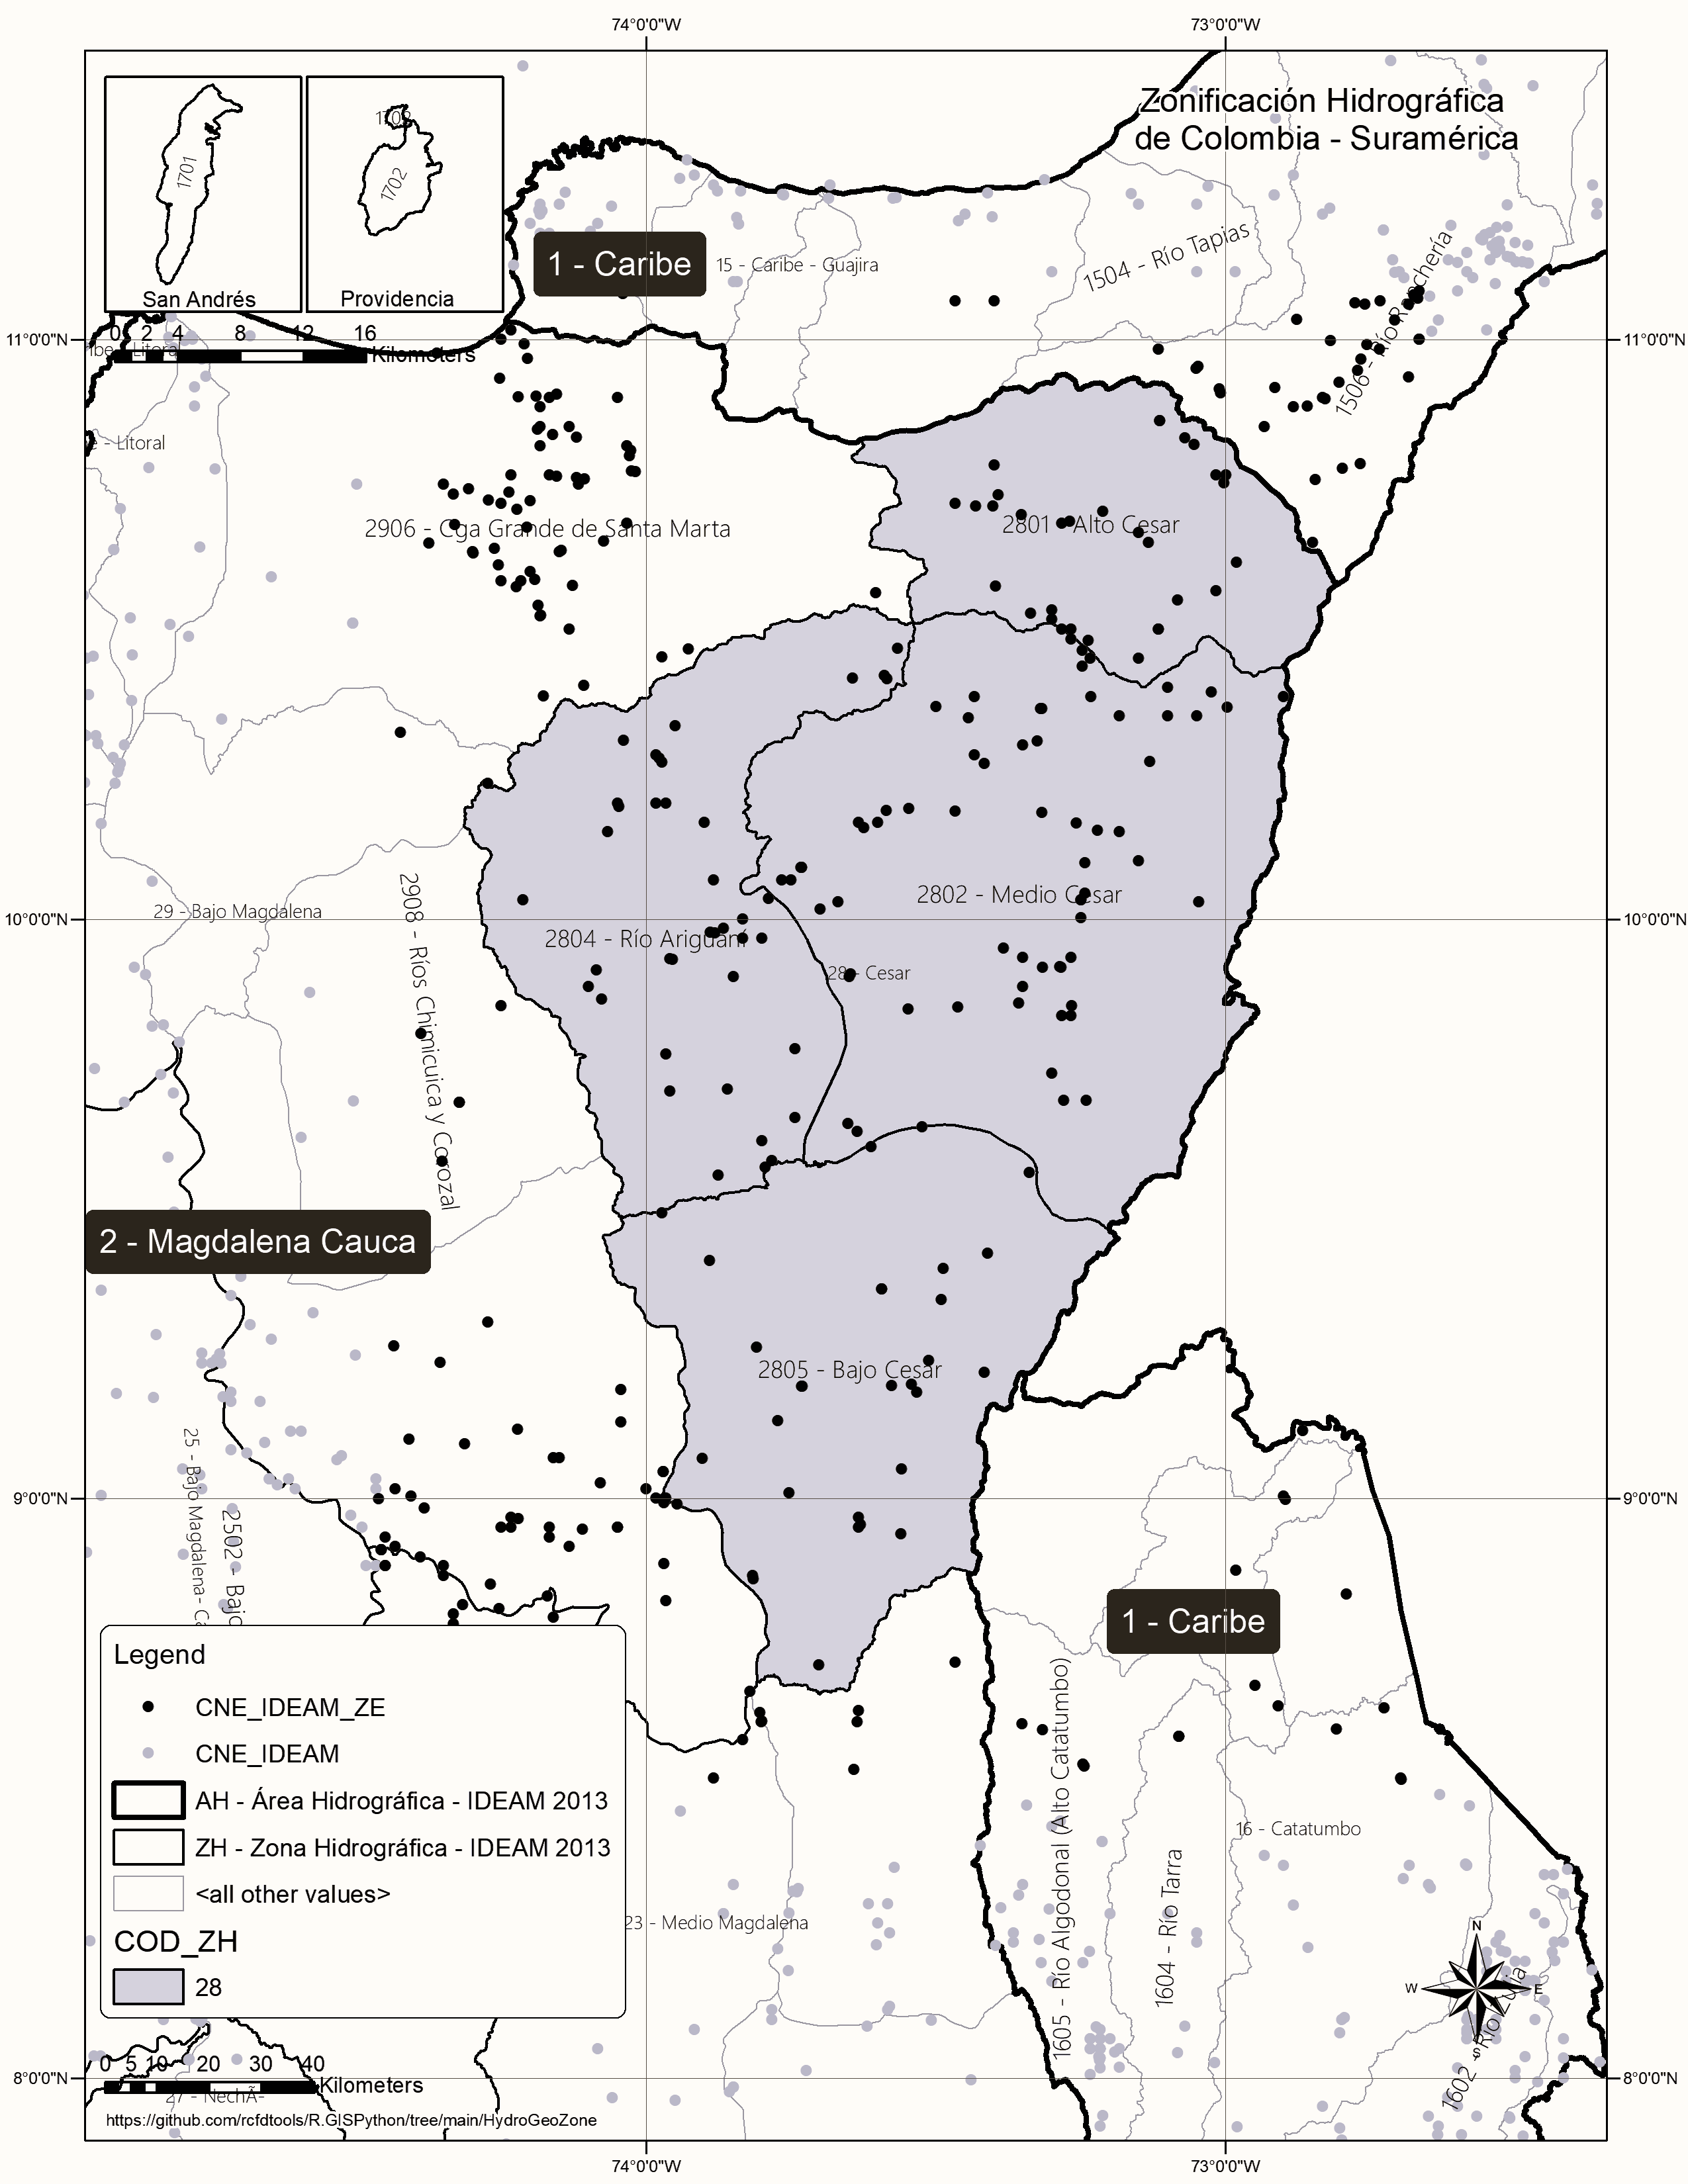 74°0'0"W
73°0'0"W
Zonificación Hidrográfica
de Colombia - Suramérica
1701
San Andrés
1702
Providencia
1 - Caribe
15 - Caribe - Guajira
1504 - Río Tapias
1506 - Río Ranchería
11°0'0"N
11°0'0"N
0 2 4 8 12 16
Kilometers
- Litoral
2906 - Cga Grande de Santa Marta
2801 - Alto Cesar
2802 - Medio Cesar
29 - Bajo Magdalena
10°0'0"N
10°0'0"N
2804 - Río Ariguaní
28 - Cesar
2908 - Ríos Chimicuica y Corozal
2 - Magdalena Cauca
2805 - Bajo Cesar
25 - Bajo Magdalena- Ca
2502 - Bajo
9°0'0"N
9°0'0"N
1 - Caribe
1605 - Río Algodonal (Alto Catatumbo)
1604 - Río Tarra
16 - Catatumbo
23 - Medio Magdalena
1602 - Río Zulia
N
W
E
S
Legend
CNE_IDEAM_ZE
CNE_IDEAM
AH - Área Hidrográfica - IDEAM 2013
ZH - Zona Hidrográfica - IDEAM 2013
<all other values>
COD_ZH
28
0 5 10 20 30 40
Kilometers
27 - NechÃ-
8°0'0"N
8°0'0"N
https://github.com/rcfdtools/R.GISPython/tree/main/HydroGeoZone
74°0'0"W
73°0'0"W